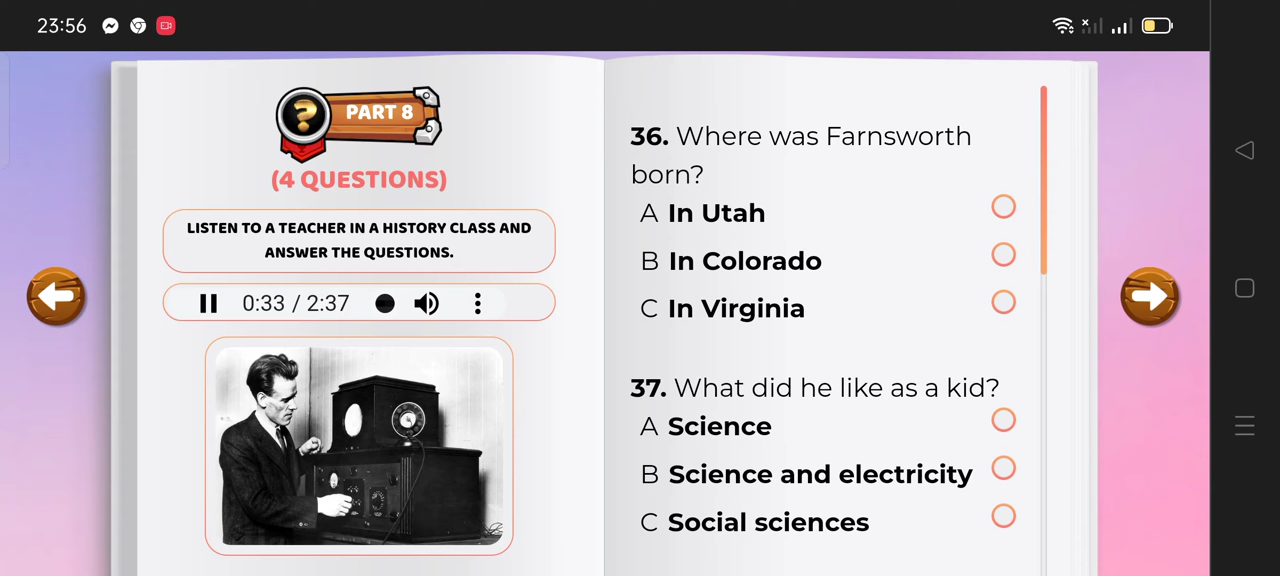 23:56
PART 8
(4 QUESTIONS)
LISTEN TO A TEACHER IN A HISTORY CLASS AND
ANSWER THE QUESTIONS.
0:33 / 2:37
36. Where was Farnsworth
born?
A In Utah
B In Colorado
C In Virginia
37. What did he like as a kid?
A Science
B Science and electricity
C Social sciences